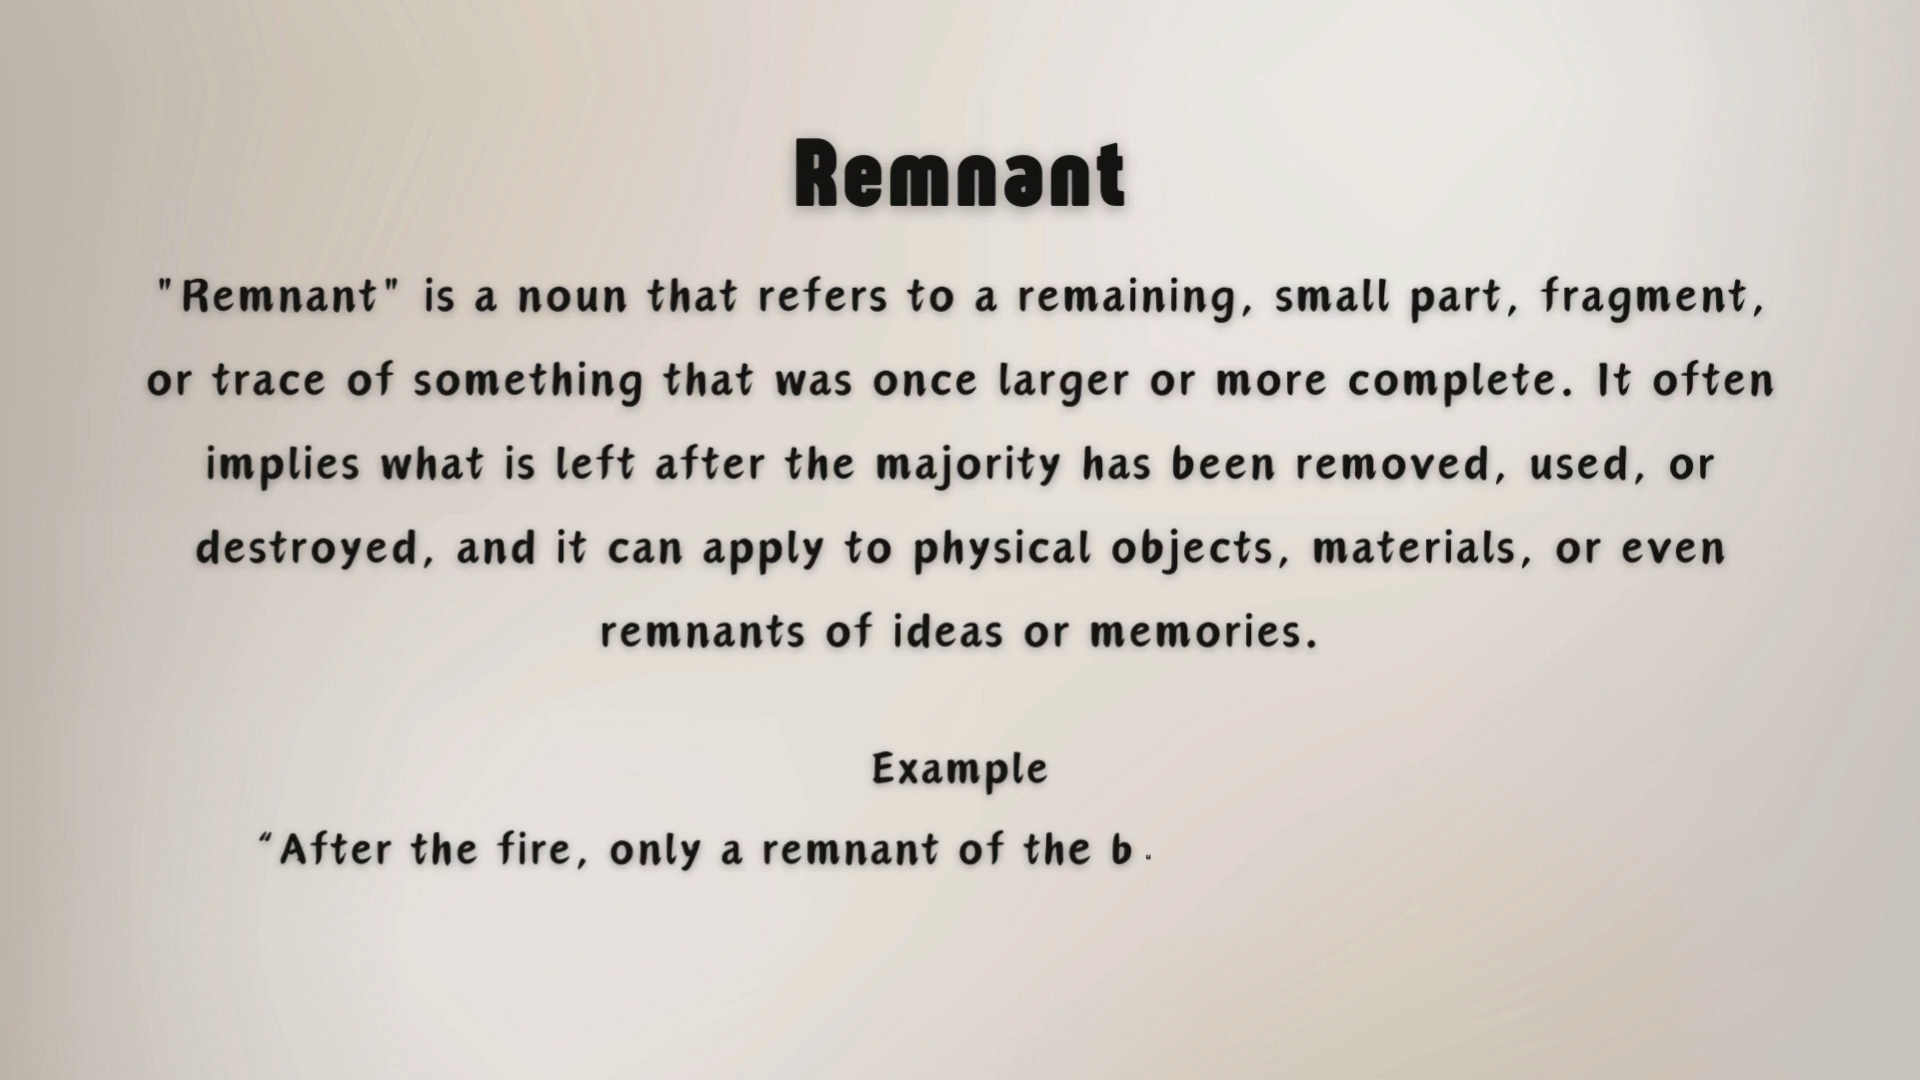 Remnant
"Remnant" is a noun that refers to a remaining, small part, fragment,
or trace of something that was once larger or more complete. It often
implies what is left after the majority has been removed, used, or
destroyed, and it can apply to physical objects, materials, or even
remnants of ideas or memories.
Example
“After the fire, only a remnant of the b